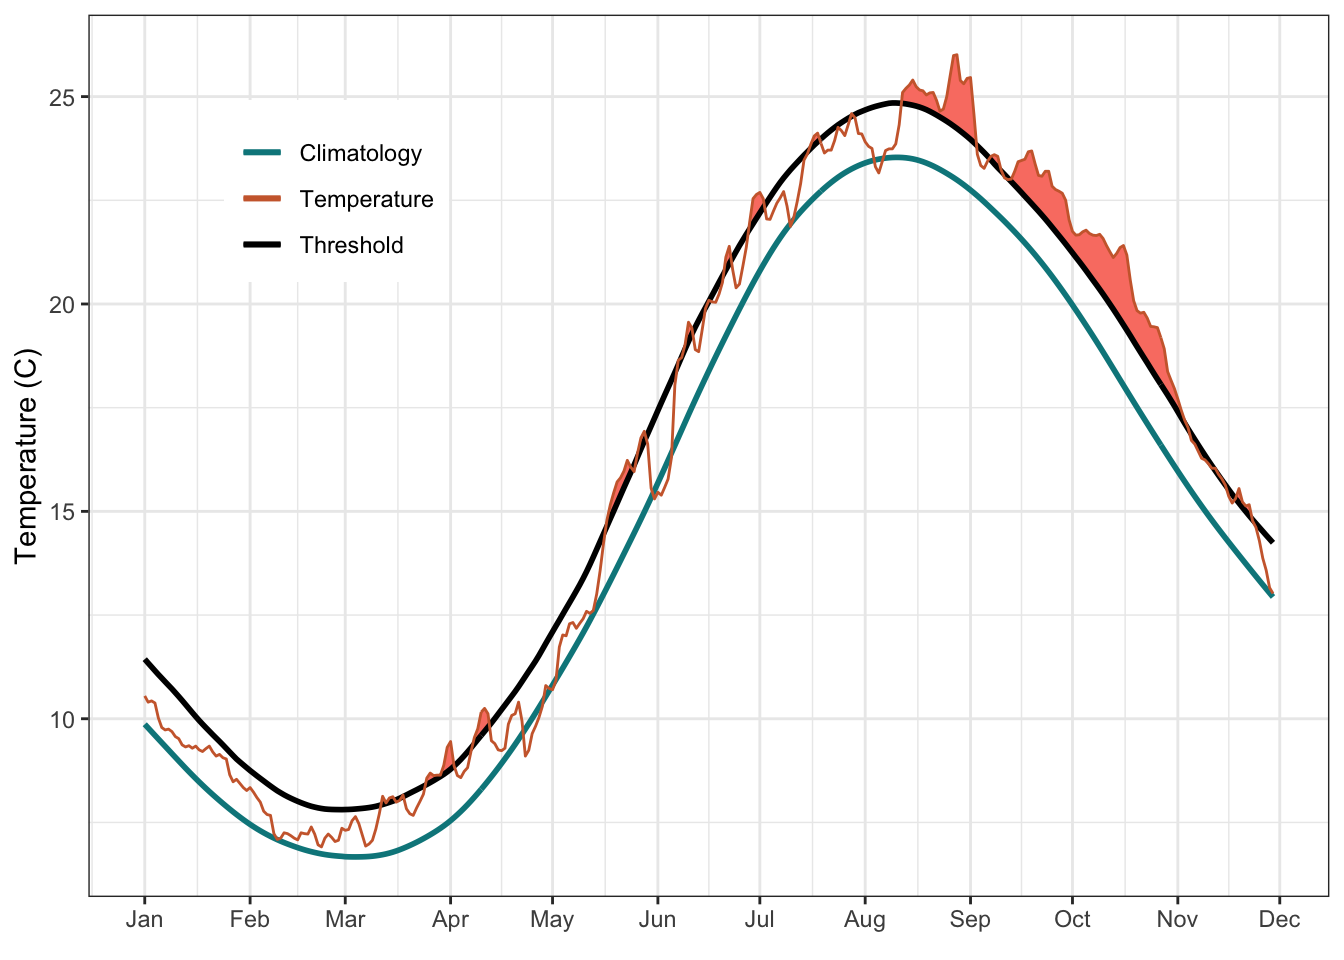 Temperature (C)
25
20
15
10
Climatology
Temperature
Threshold
Jan Feb Mar Apr May Jun Jul Aug Sep Oct Nov Dec